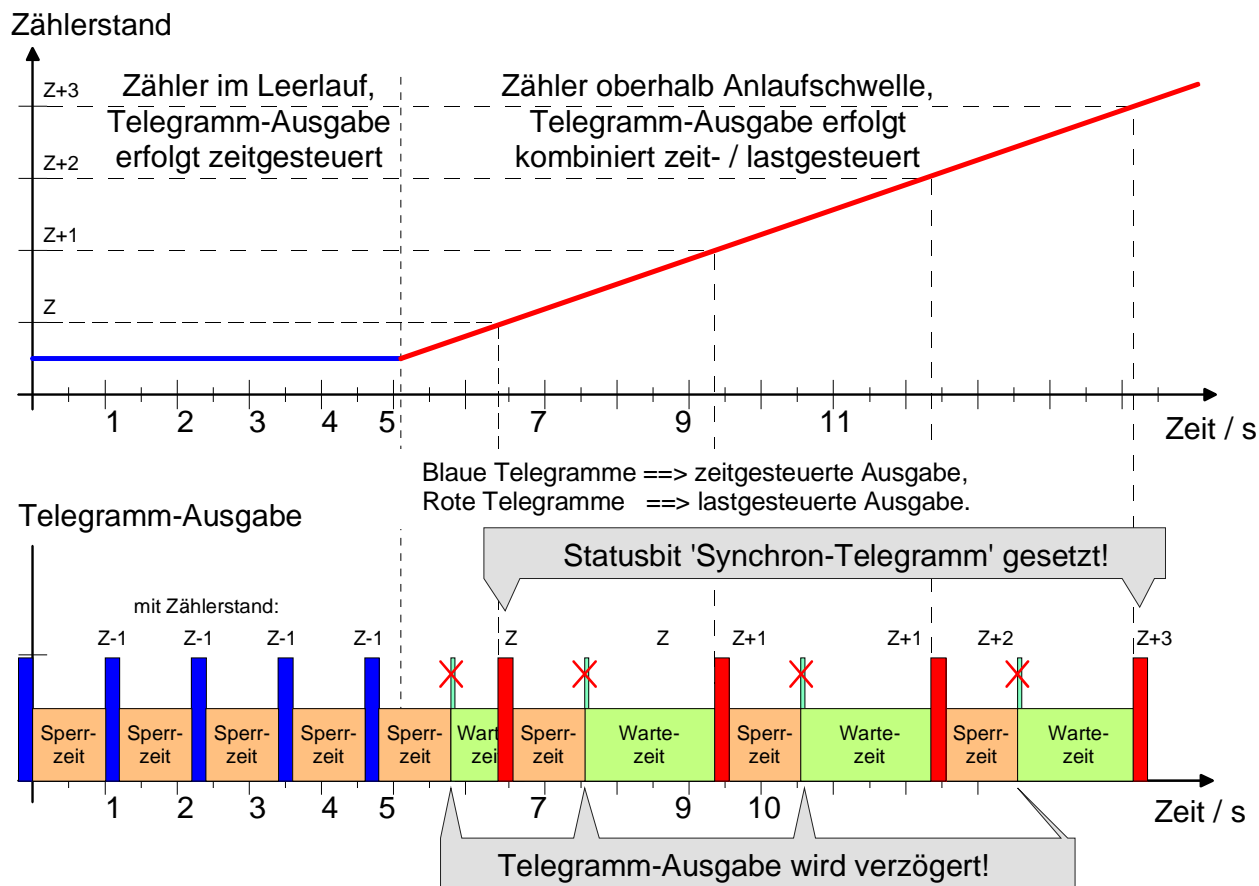 Zählerstand
Z+3
Z+2
Z+1
Z
Zähler im Leerlauf,
Telegramm-Ausgabe
erfolgt zeitgesteuert
Zähler oberhalb Anlaufschwelle,
Telegramm-Ausgabe erfolgt
kombiniert zeit- / lastgesteuert
1 2 3 4 5 7 9 11
Zeit / s
Blaue Telegramme ==> zeitgesteuerte Ausgabe,
Rote Telegramme ==> lastgesteuerte Ausgabe.
Telegramm-Ausgabe
Statusbit 'Synchron-Telegramm' gesetzt!
mit Zählerstand:
Z-1 Z-1 Z-1 Z-1 Z Z Z+1 Z+1 Z+2 Z+3
Sperr- Sperr- Sperr- Sperr- Sperr- Warte- Sperr- Warte- Sperr- Warte- Sperr- Warte-
zeit zeit zeit zeit zeit zeit zeit zeit zeit zeit zeit zeit
1 2 3 4 5 7 9 10
Zeit / s
Telegramm-Ausgabe wird verzögert!